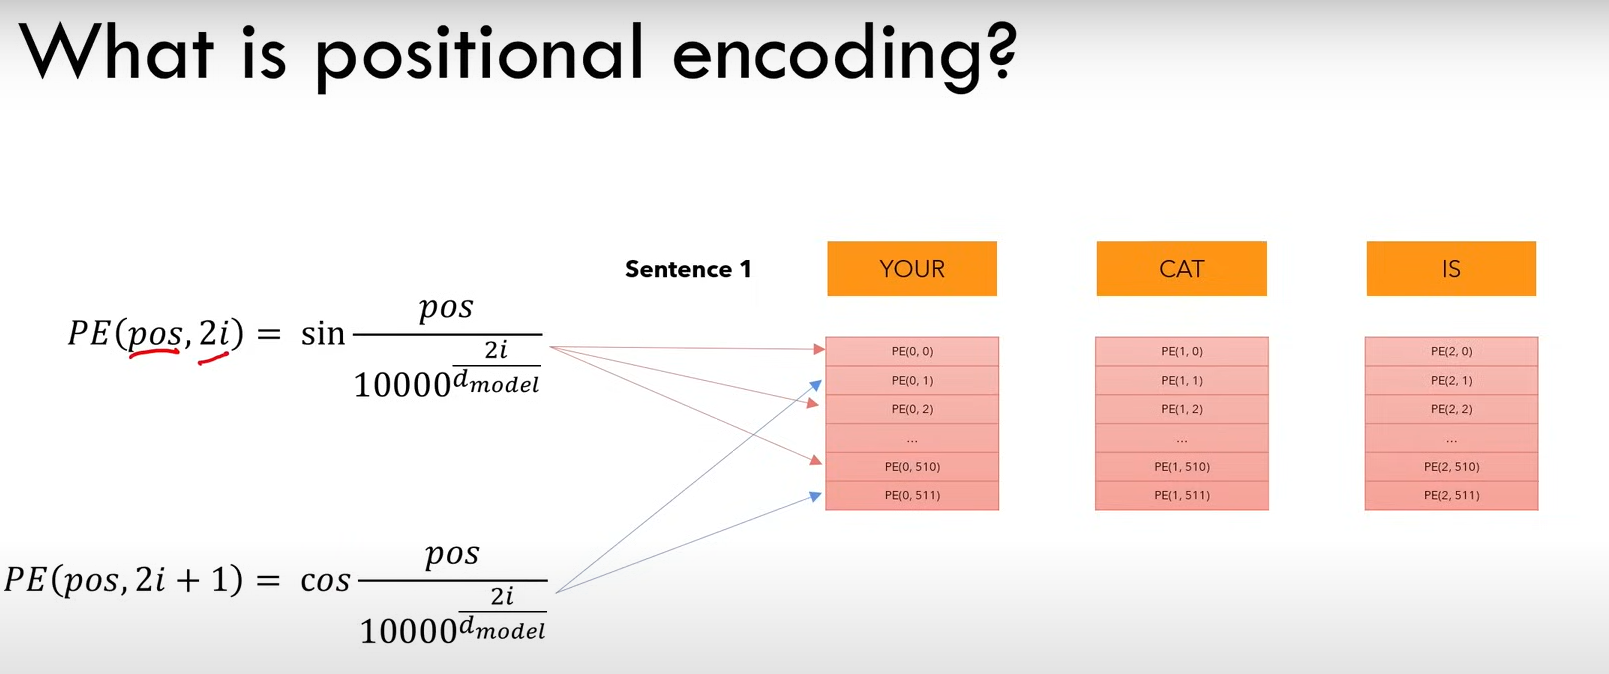 What is positional encoding?
Sentence 1
YOUR
CAT
IS
PE(pos, 2i) = sin pos / 10000^(2i / d_model)
PE(0, 0)
PE(0, 1)
PE(0, 2)
...
PE(0, 510)
PE(0, 511)
PE(1, 0)
PE(1, 1)
PE(1, 2)
...
PE(1, 510)
PE(1, 511)
PE(2, 0)
PE(2, 1)
PE(2, 2)
...
PE(2, 510)
PE(2, 511)
PE(pos, 2i + 1) = cos pos / 10000^(2i / d_model)